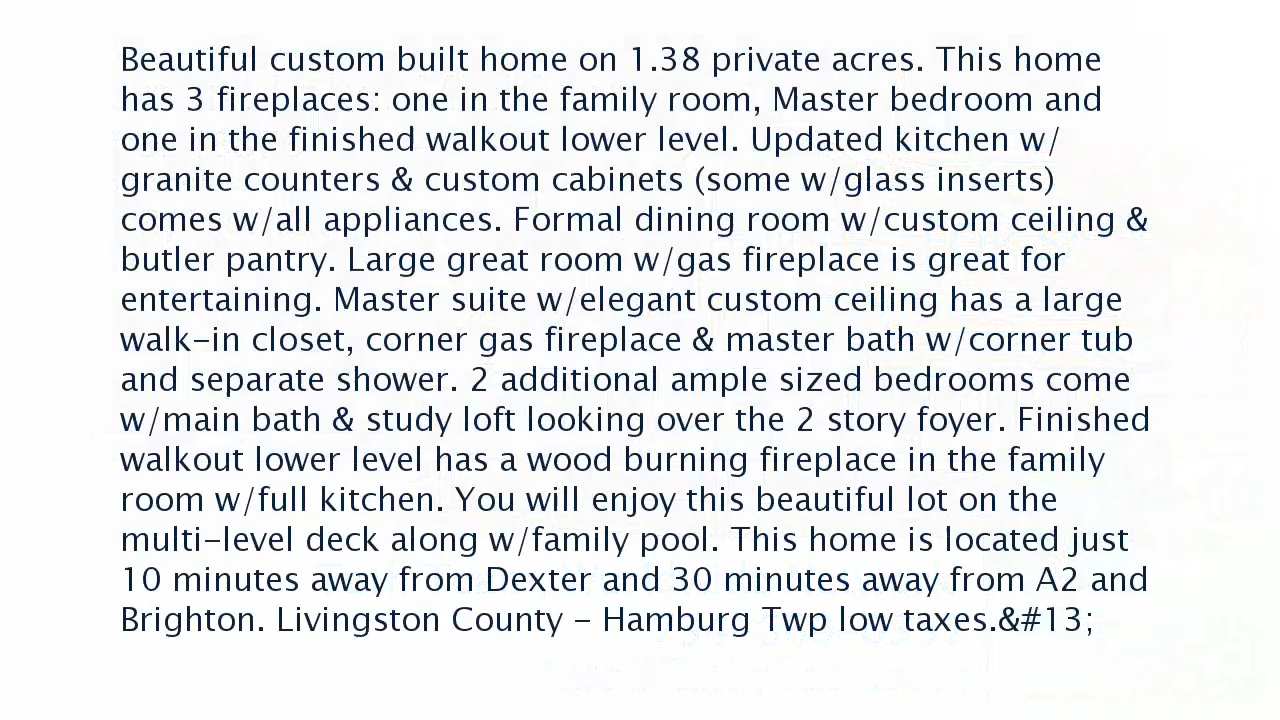 Beautiful custom built home on 1.38 private acres. This home
has 3 fireplaces: one in the family room, Master bedroom and
one in the finished walkout lower level. Updated kitchen w/
granite counters & custom cabinets (some w/glass inserts)
comes w/all appliances. Formal dining room w/custom ceiling &
butler pantry. Large great room w/gas fireplace is great for
entertaining. Master suite w/elegant custom ceiling has a large
walk-in closet, corner gas fireplace & master bath w/corner tub
and separate shower. 2 additional ample sized bedrooms come
w/main bath & study loft looking over the 2 story foyer. Finished
walkout lower level has a wood burning fireplace in the family
room w/full kitchen. You will enjoy this beautiful lot on the
multi-level deck along w/family pool. This home is located just
10 minutes away from Dexter and 30 minutes away from A2 and
Brighton. Livingston County - Hamburg Twp low taxes.&#13;